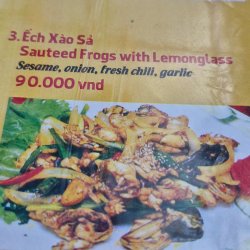 3. Ếch Xào Sả
Sauteed Frogs with Lemonglass
Sesame, onion, fresh chili, garlic
90.000 vnd